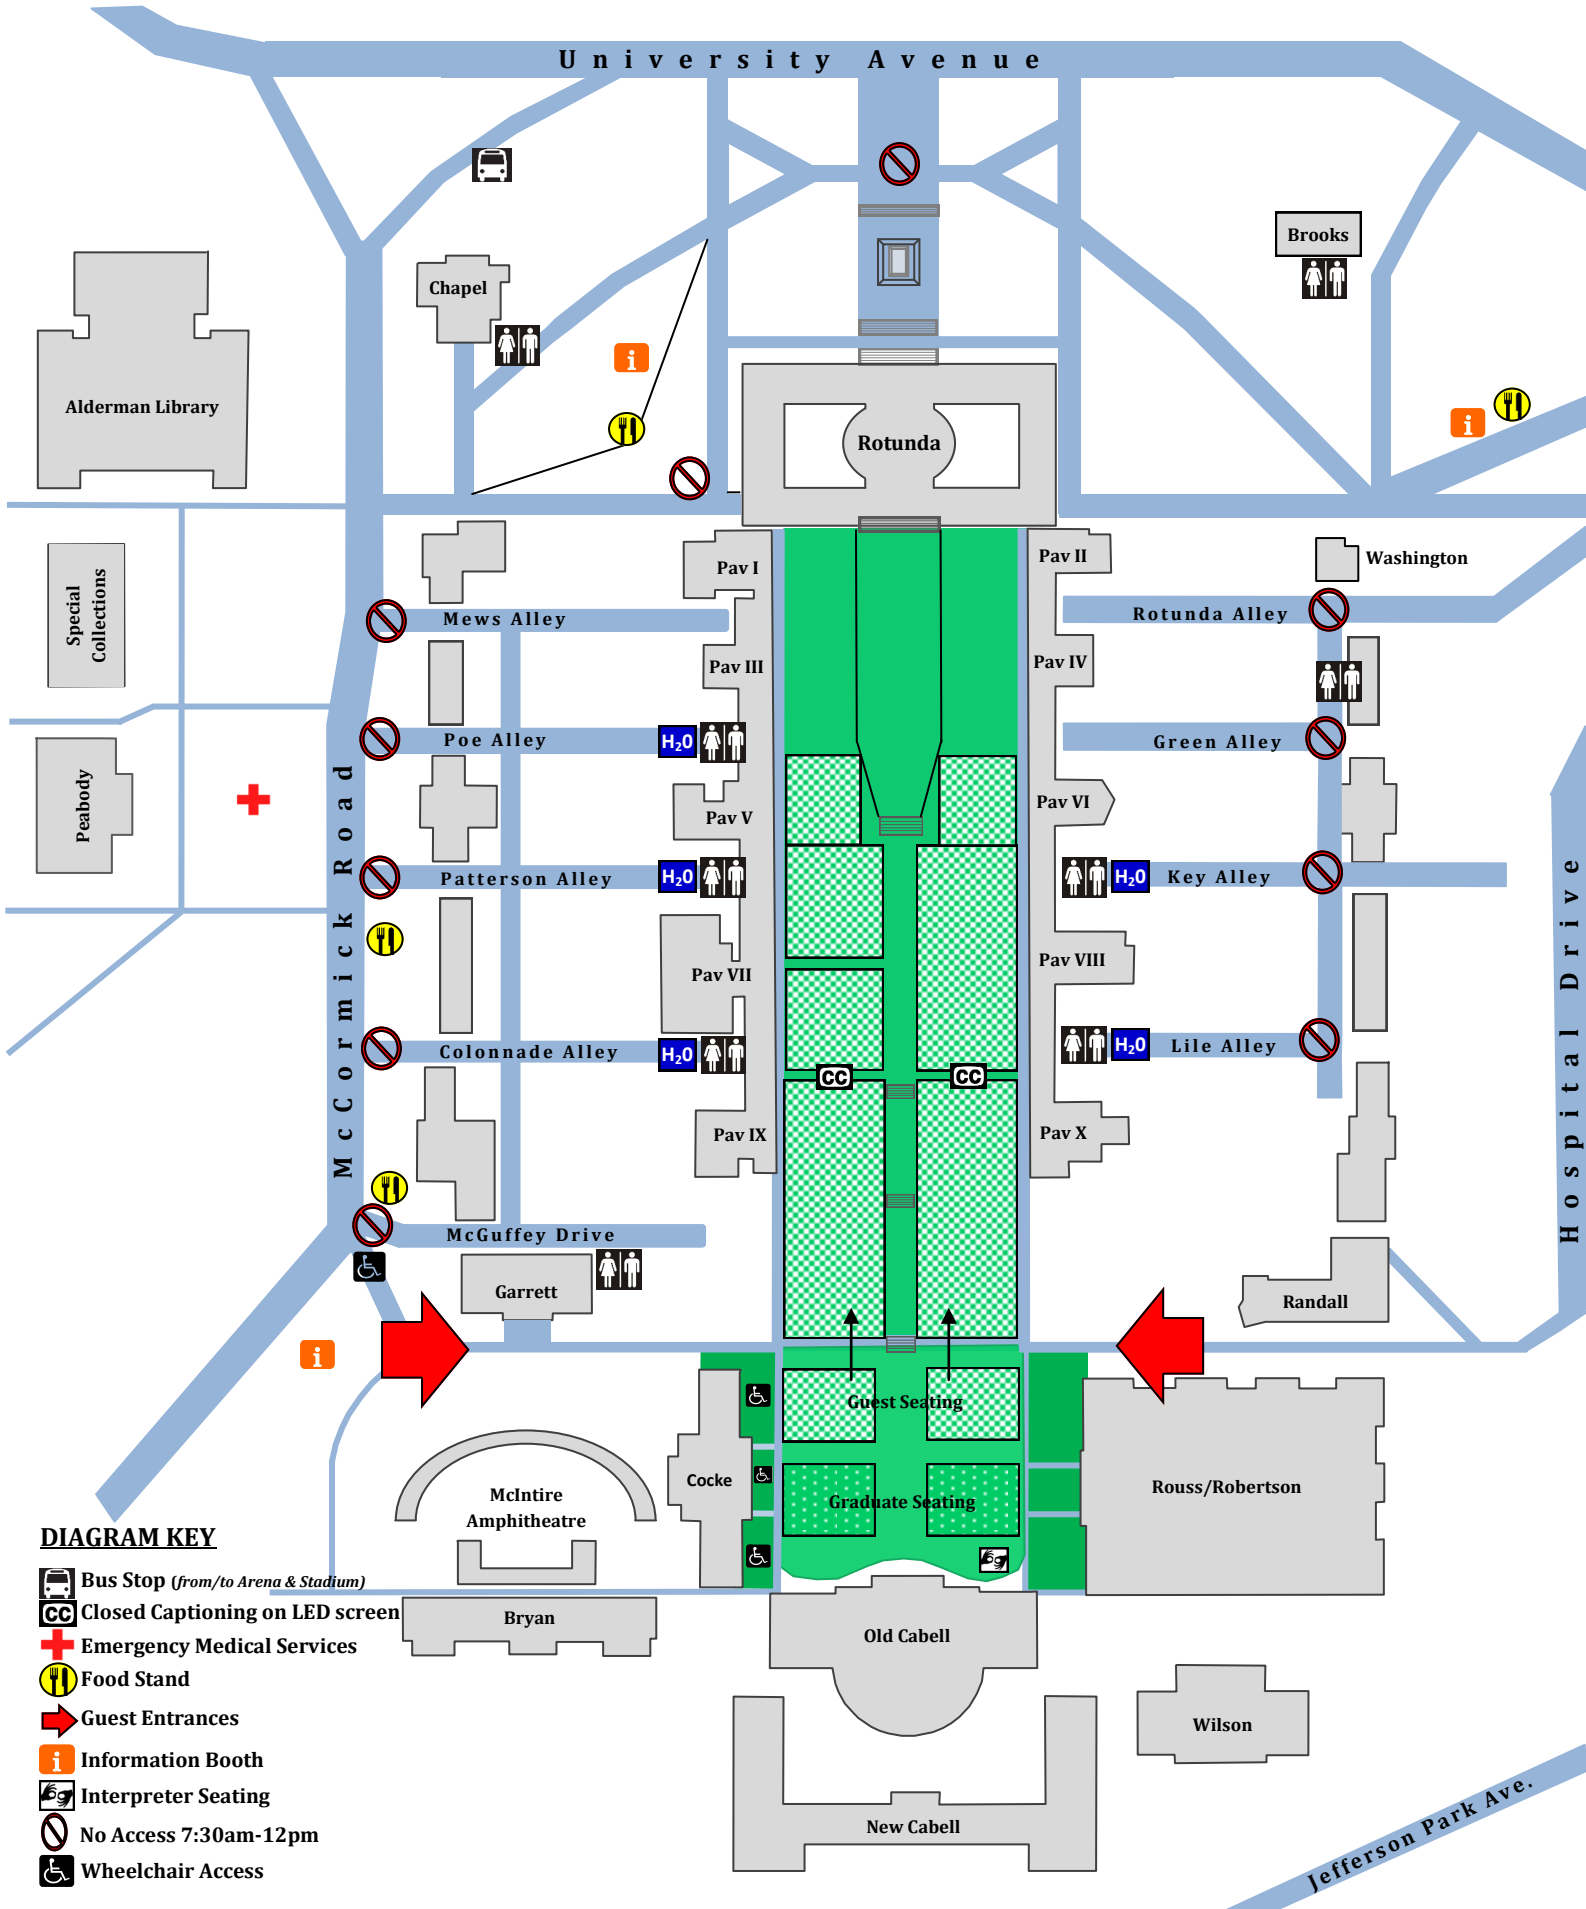 University Avenue
Brooks
Chapel
i
Alderman Library
i
Rotunda
Pav I
Pav II
Washington
Special
Collections
Mews Alley
Rotunda Alley
Pav III
Pav IV
Poe Alley
H20
Green Alley
Peabody
McCormick Road
Pav V
Pav VI
Patterson Alley
H20
H20
Key Alley
Hospital Drive
Pav VII
Pav VIII
Colonnade Alley
H20
H20
Lile Alley
CC
CC
Pav IX
Pav X
McGuffey Drive
Garrett
Randall
i
Guest Seating
Cocke
McIntire
Amphitheatre
Graduate Seating
Rouss/Robertson
DIAGRAM KEY
Bus Stop (from/to Arena & Stadium)
CC Closed Captioning on LED screen
Bryan
Old Cabell
Emergency Medical Services
Food Stand
Guest Entrances
Wilson
i Information Booth
Interpreter Seating
New Cabell
No Access 7:30am-12pm
Wheelchair Access
Jefferson Park Ave.